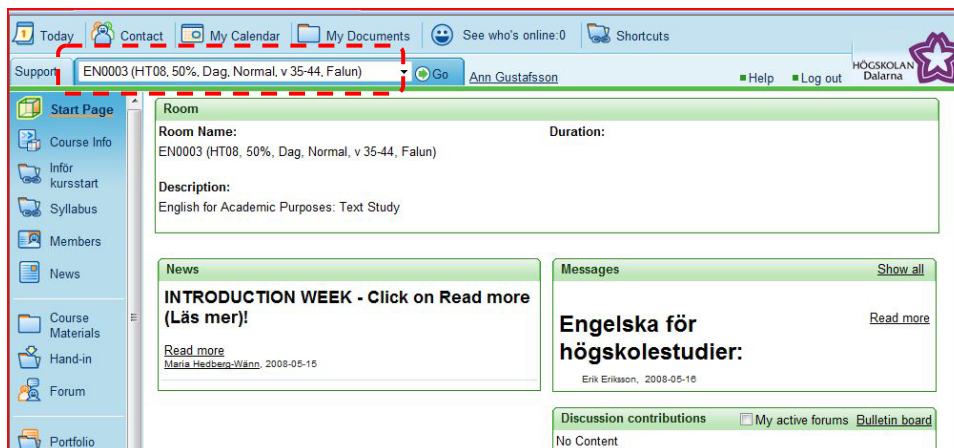 Today Contact My Calendar My Documents See who's online:0 Shortcuts
Support EN0003 (HT08, 50%, Dag, Normal, v 35-44, Falun) Go Ann Gustafsson Help Log out
HÖGSKOLAN
Dalarna
Start Page
Course Info
Inför
kursstart
Syllabus
Members
News
Course
Materials
Hand-in
Forum
Portfolio
Room
Room Name: Duration:
EN0003 (HT08, 50%, Dag, Normal, v 35-44, Falun)
Description:
English for Academic Purposes: Text Study
News
INTRODUCTION WEEK - Click on Read more
(Läs mer)!
Read more
Maria Hedberg-Wänn, 2008-05-15
Messages Show all
Engelska för Read more
högskolestudier:
Erik Eriksson, 2008-05-16
Discussion contributions My active forums Bulletin board
No Content